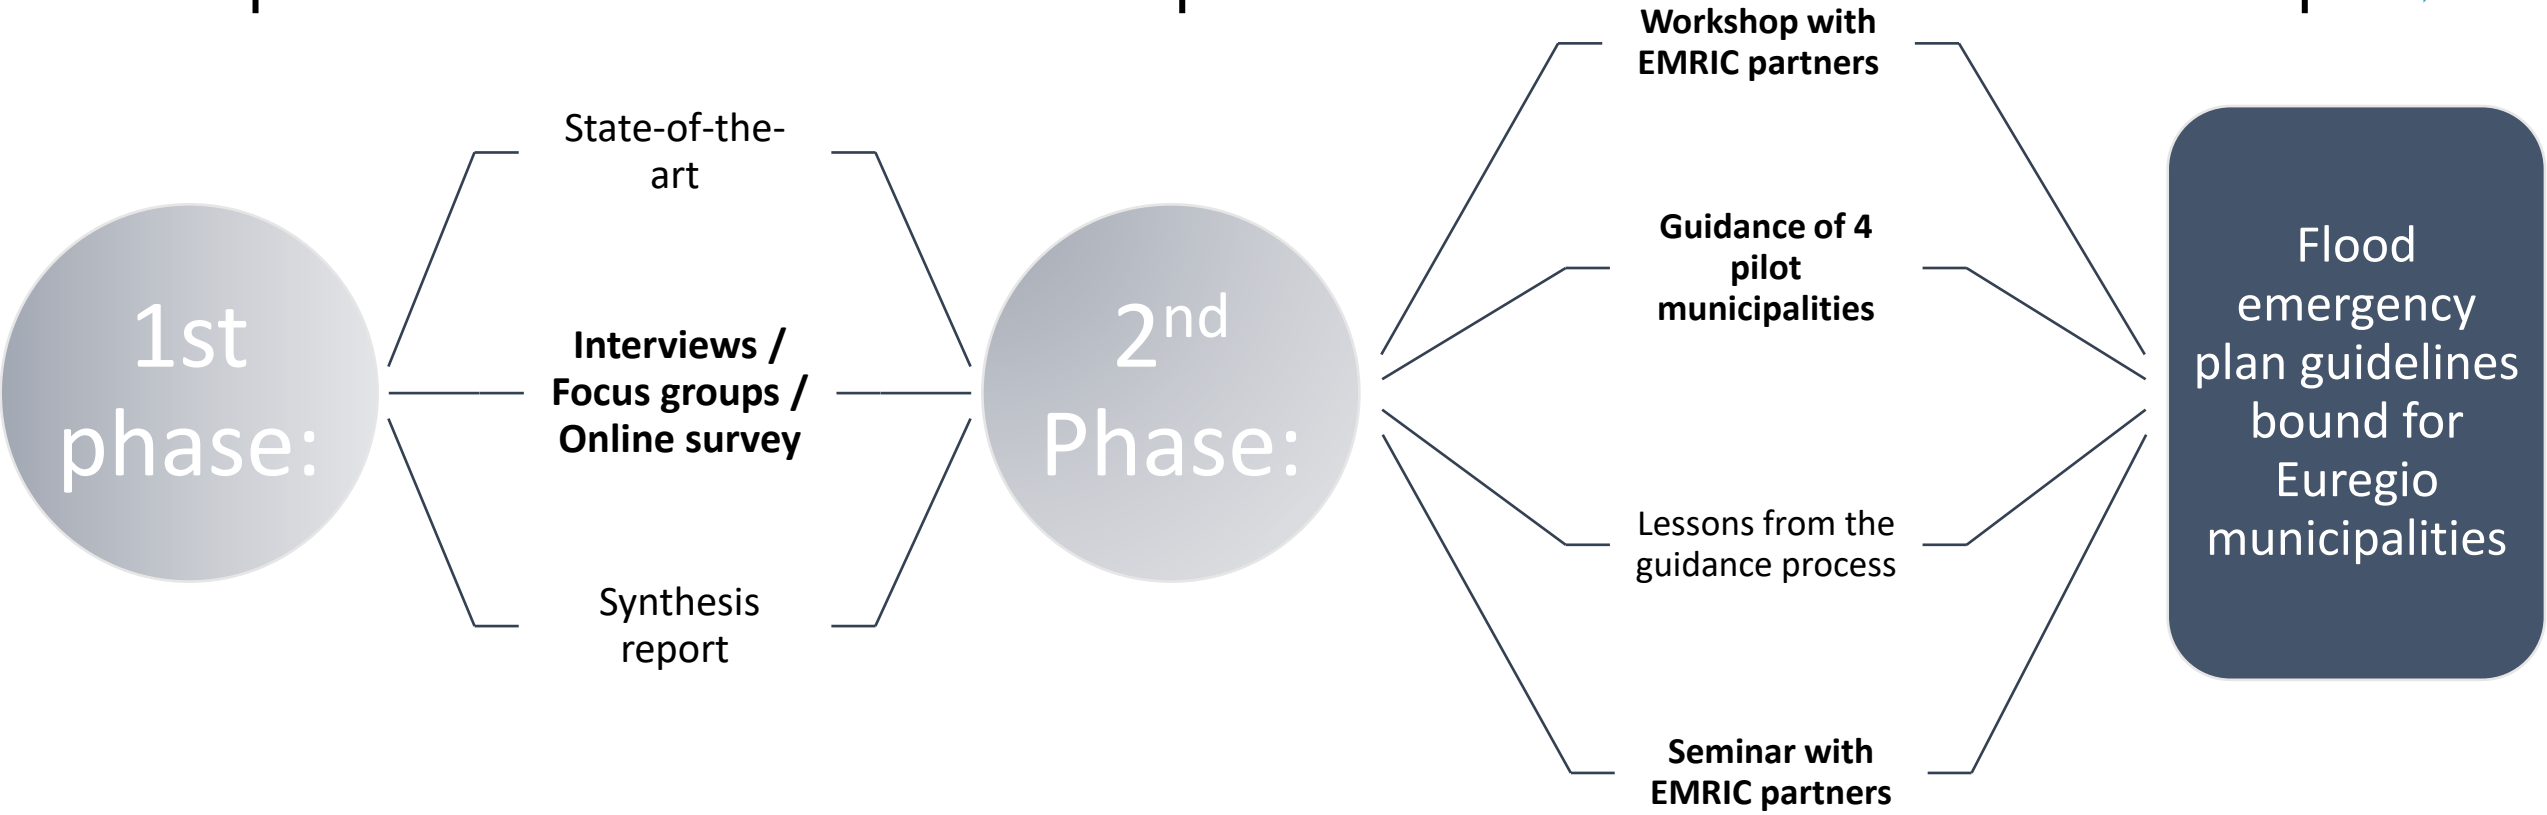 1st
phase:
State-of-the-
art
Interviews /
Focus groups /
Online survey
Synthesis
report
2nd
Phase:
Workshop with
EMRIC partners
Guidance of 4
pilot
municipalities
Lessons from the
guidance process
Seminar with
EMRIC partners
Flood
emergency
plan guidelines
bound for
Euregio
municipalities